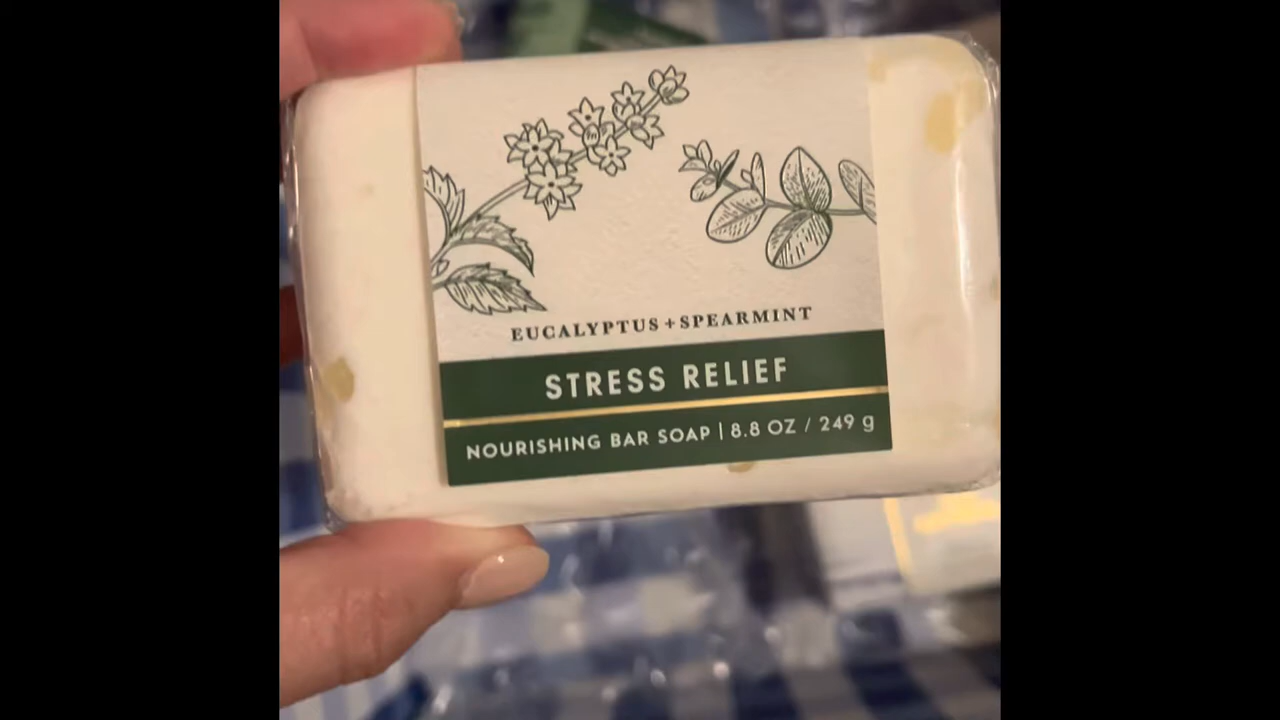 EUCALYPTUS + SPEARMINT
STRESS RELIEF
NOURISHING BAR SOAP | 8.8 OZ / 249 g